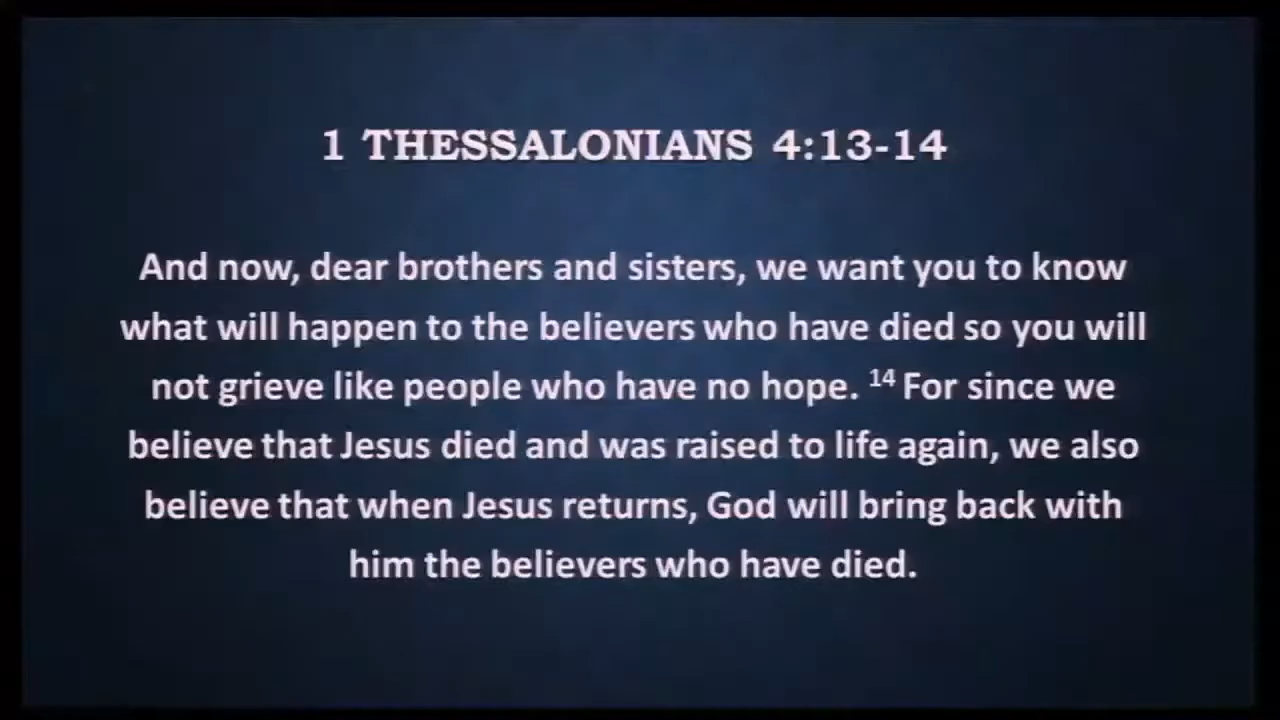 1 THESSALONIANS 4:13-14
And now, dear brothers and sisters, we want you to know
what will happen to the believers who have died so you will
not grieve like people who have no hope. 14 For since we
believe that Jesus died and was raised to life again, we also
believe that when Jesus returns, God will bring back with
him the believers who have died.